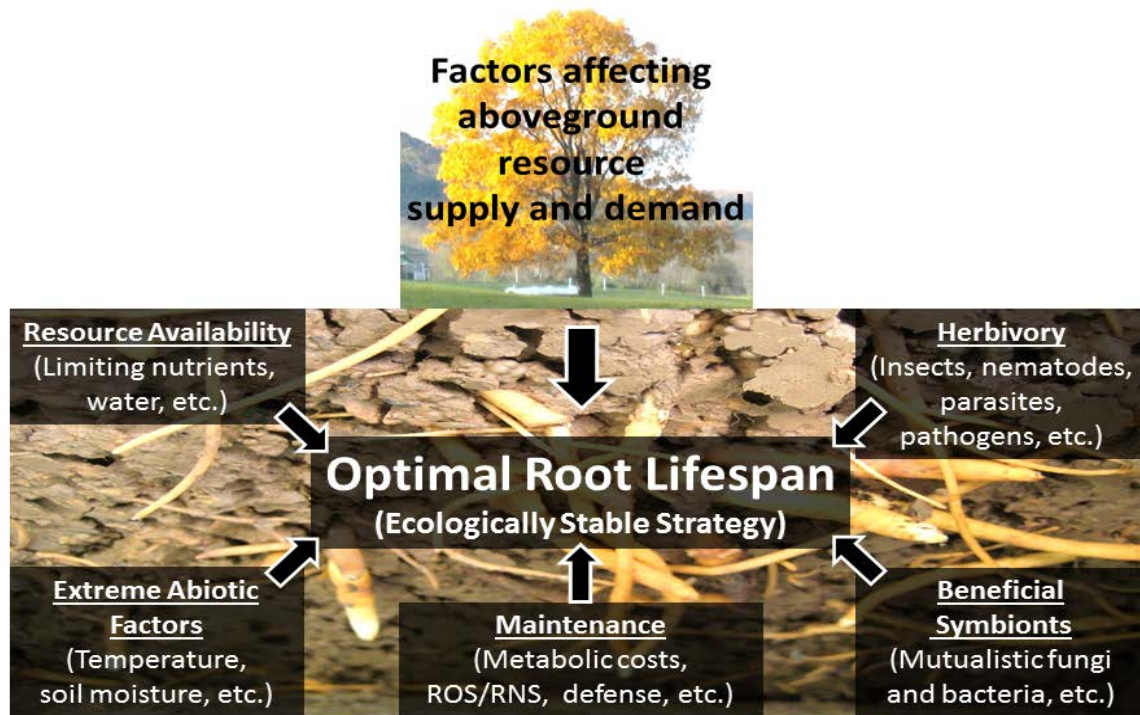 Factors affecting
aboveground
resource
supply and demand
Resource Availability
(Limiting nutrients,
water, etc.)
Herbivory
(Insects, nematodes,
parasites,
pathogens, etc.)
Optimal Root Lifespan
(Ecologically Stable Strategy)
Extreme Abiotic
Factors
(Temperature,
soil moisture, etc.)
Maintenance
(Metabolic costs,
ROS/RNS, defense, etc.)
Beneficial
Symbionts
(Mutualistic fungi
and bacteria, etc.)